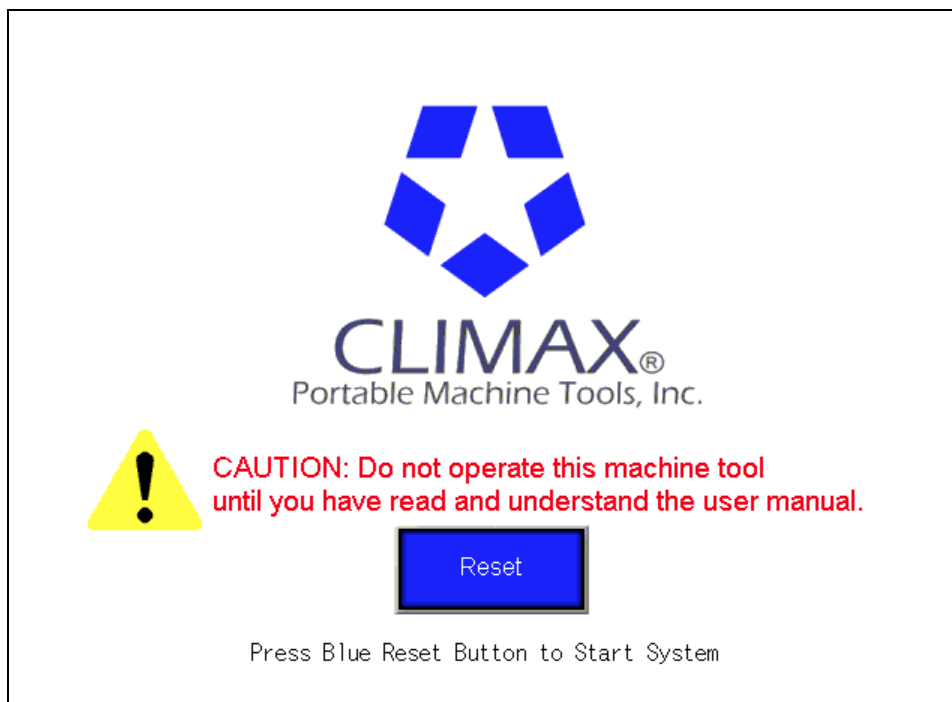 CLIMAX®
Portable Machine Tools, Inc.
CAUTION: Do not operate this machine tool
until you have read and understand the user manual.
Reset
Press Blue Reset Button to Start System